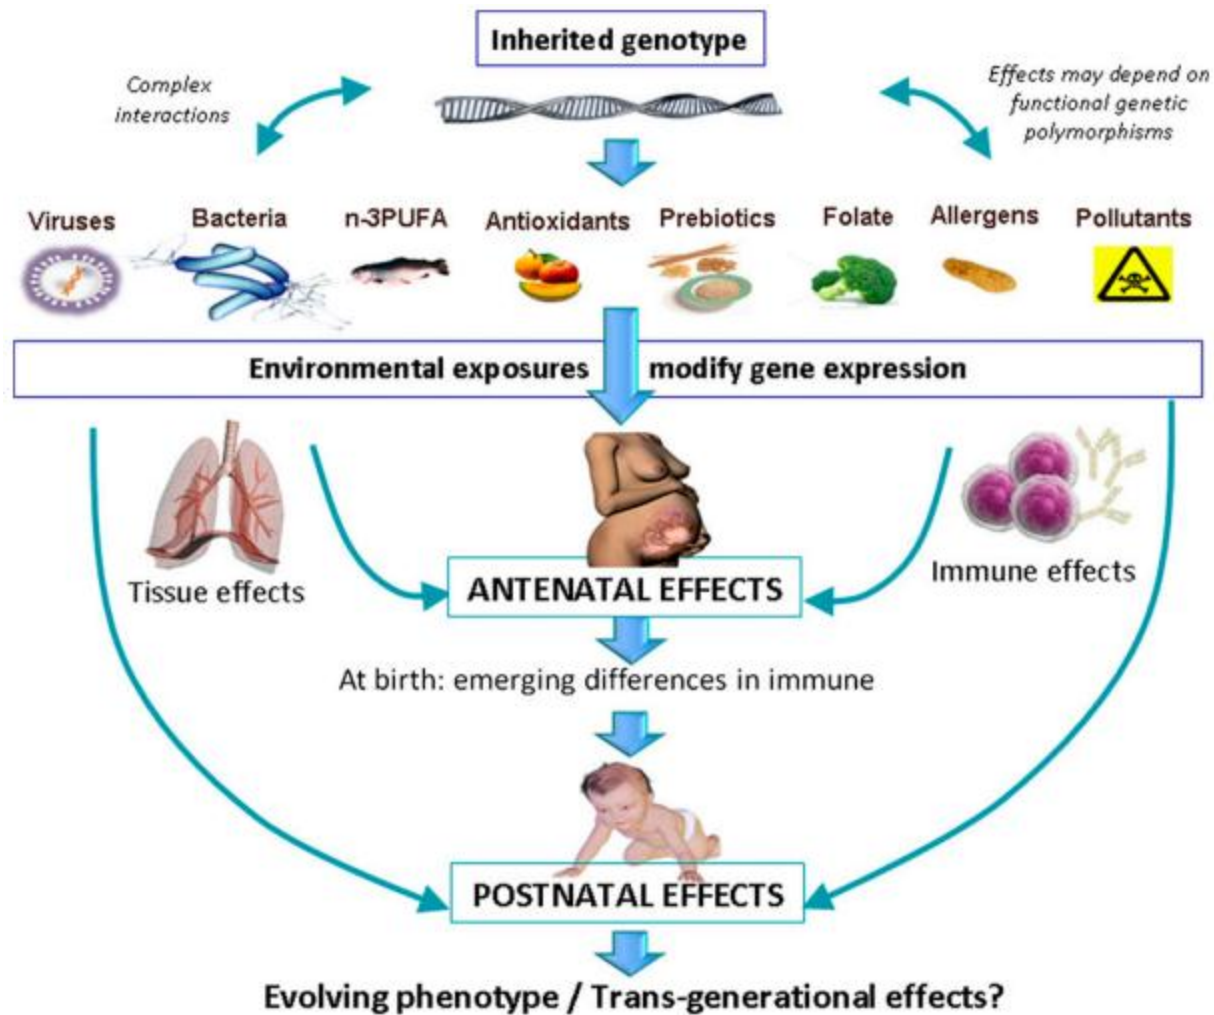 Inherited genotype
Complex
interactions
Effects may depend on
functional genetic
polymorphisms
Viruses
Bacteria
n-3PUFA
Antioxidants
Prebiotics
Folate
Allergens
Pollutants
Environmental exposures modify gene expression
Tissue effects
Immune effects
ANTENATAL EFFECTS
At birth: emerging differences in immune
POSTNATAL EFFECTS
Evolving phenotype / Trans-generational effects?